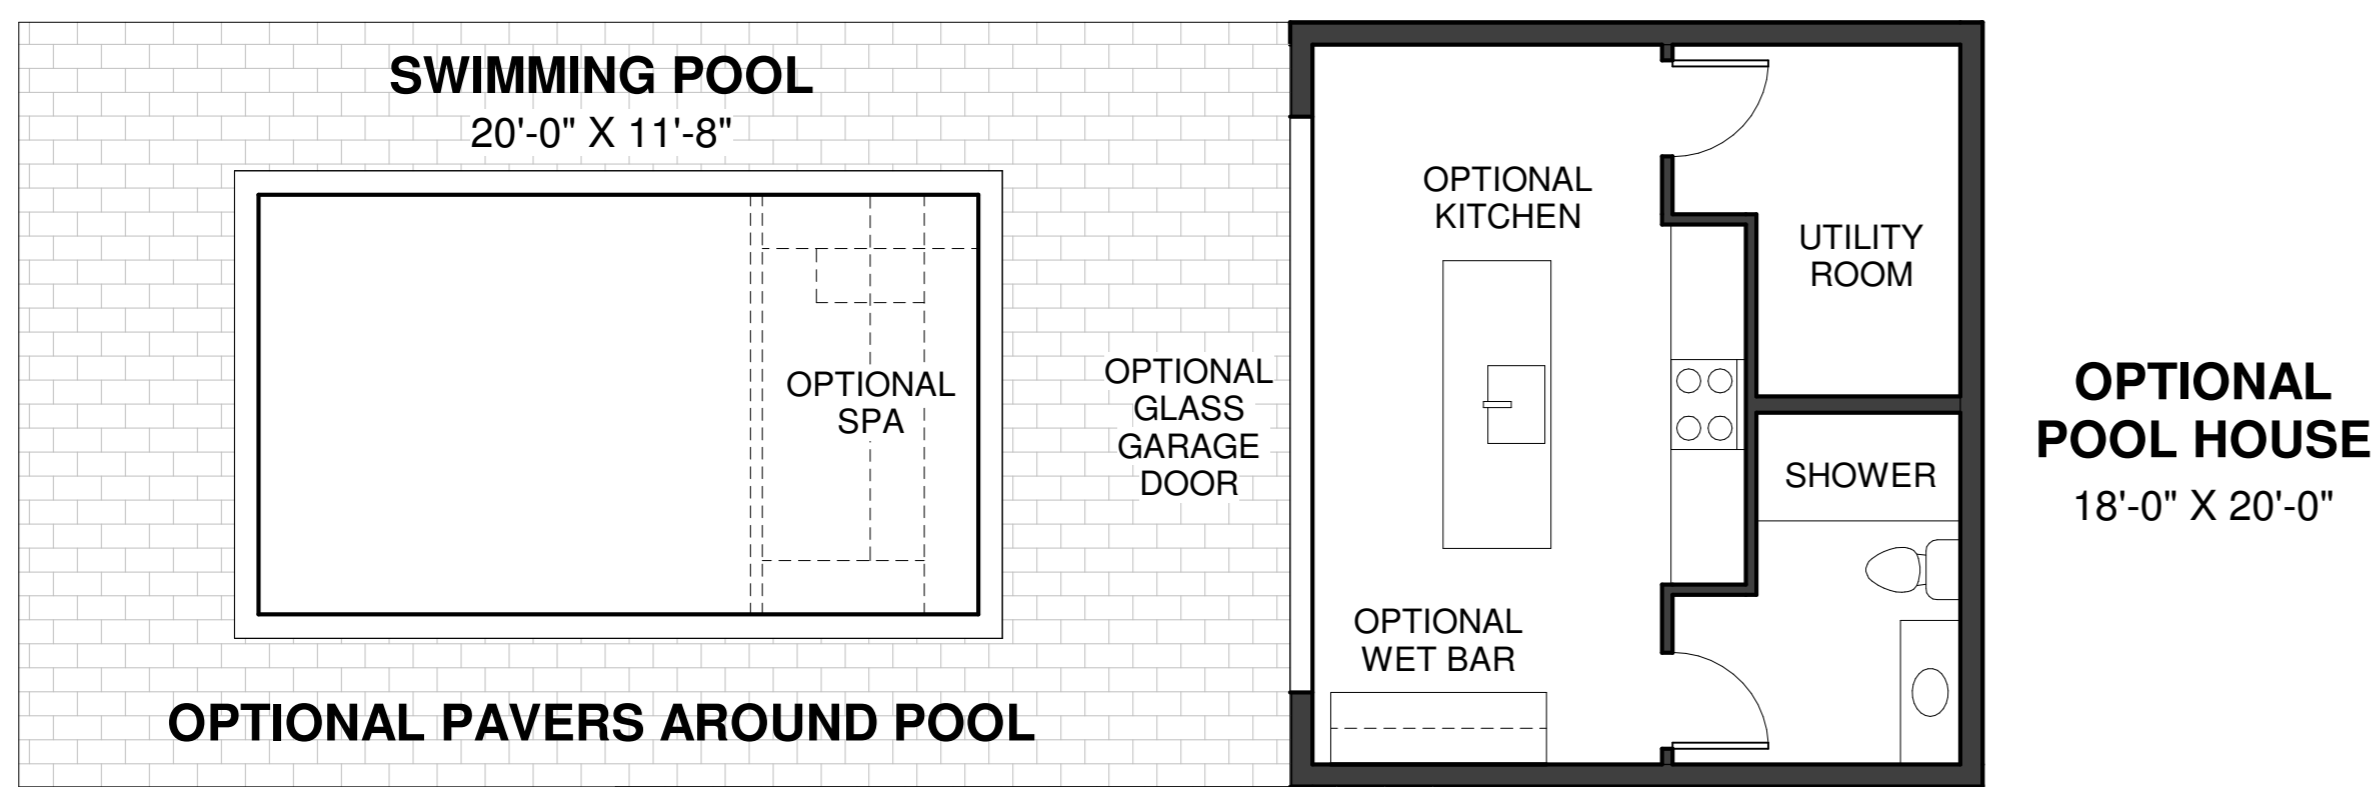 SWIMMING POOL
20'-0" X 11'-8"
OPTIONAL
SPA
OPTIONAL PAVERS AROUND POOL
OPTIONAL
GLASS
GARAGE
DOOR
OPTIONAL
KITCHEN
OPTIONAL
WET BAR
UTILITY
ROOM
SHOWER
OPTIONAL
POOL HOUSE
18'-0" X 20'-0"